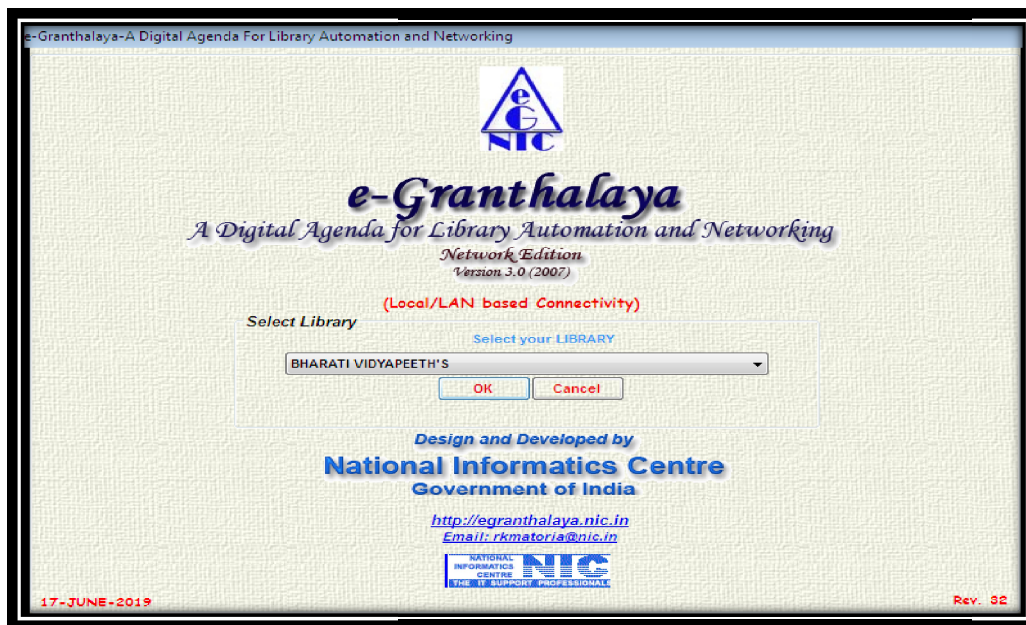 e-Granthalaya-A Digital Agenda For Library Automation and Networking
e
G
NIC
e-Granthalaya
A Digital Agenda for Library Automation and Networking
Network Edition
Version 3.0 (2007)
(Local/LAN based Connectivity)
Select Library
Select your LIBRARY
BHARATI VIDYAPEETH'S
OK Cancel
Design and Developed by
National Informatics Centre
Government of India
http://egranthalaya.nic.in
Email: rkmatoria@nic.in
NATIONAL
INFORMATICS
CENTRE
NIC
THE IT SUPPORT PROFESSIONALS
17-JUNE-2019 Rev. 32